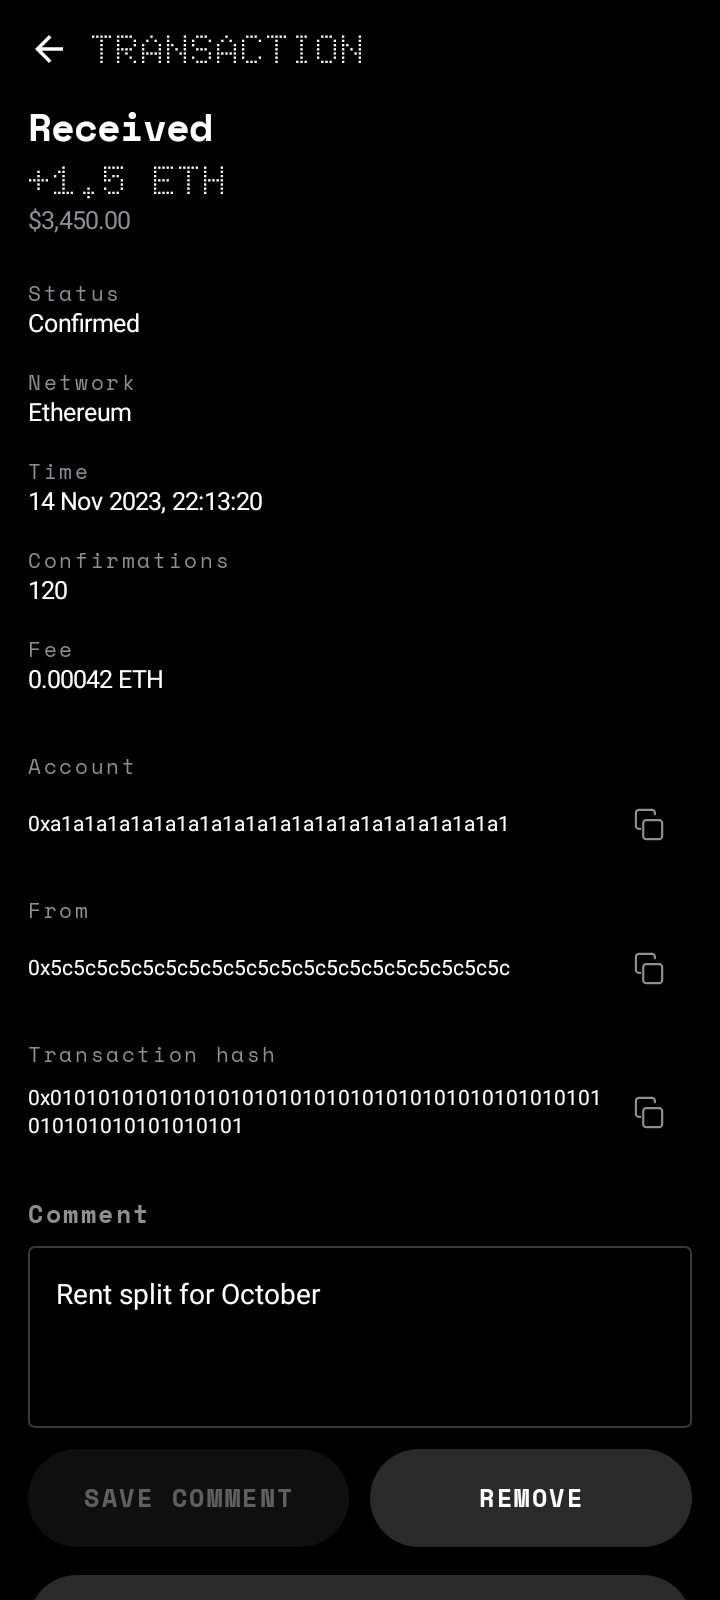 TRANSACTION
Received
+1.5 ETH
$3,450.00
Status
Confirmed
Network
Ethereum
Time
14 Nov 2023, 22:13:20
Confirmations
120
Fee
0.00042 ETH
Account
0xa1a1a1a1a1a1a1a1a1a1a1a1a1a1a1a1a1a1a1a1
From
0x5c5c5c5c5c5c5c5c5c5c5c5c5c5c5c5c5c5c5c5c
Transaction hash
0x0101010101010101010101010101010101010101010101
010101010101010101
Comment
Rent split for October
SAVE COMMENT
REMOVE